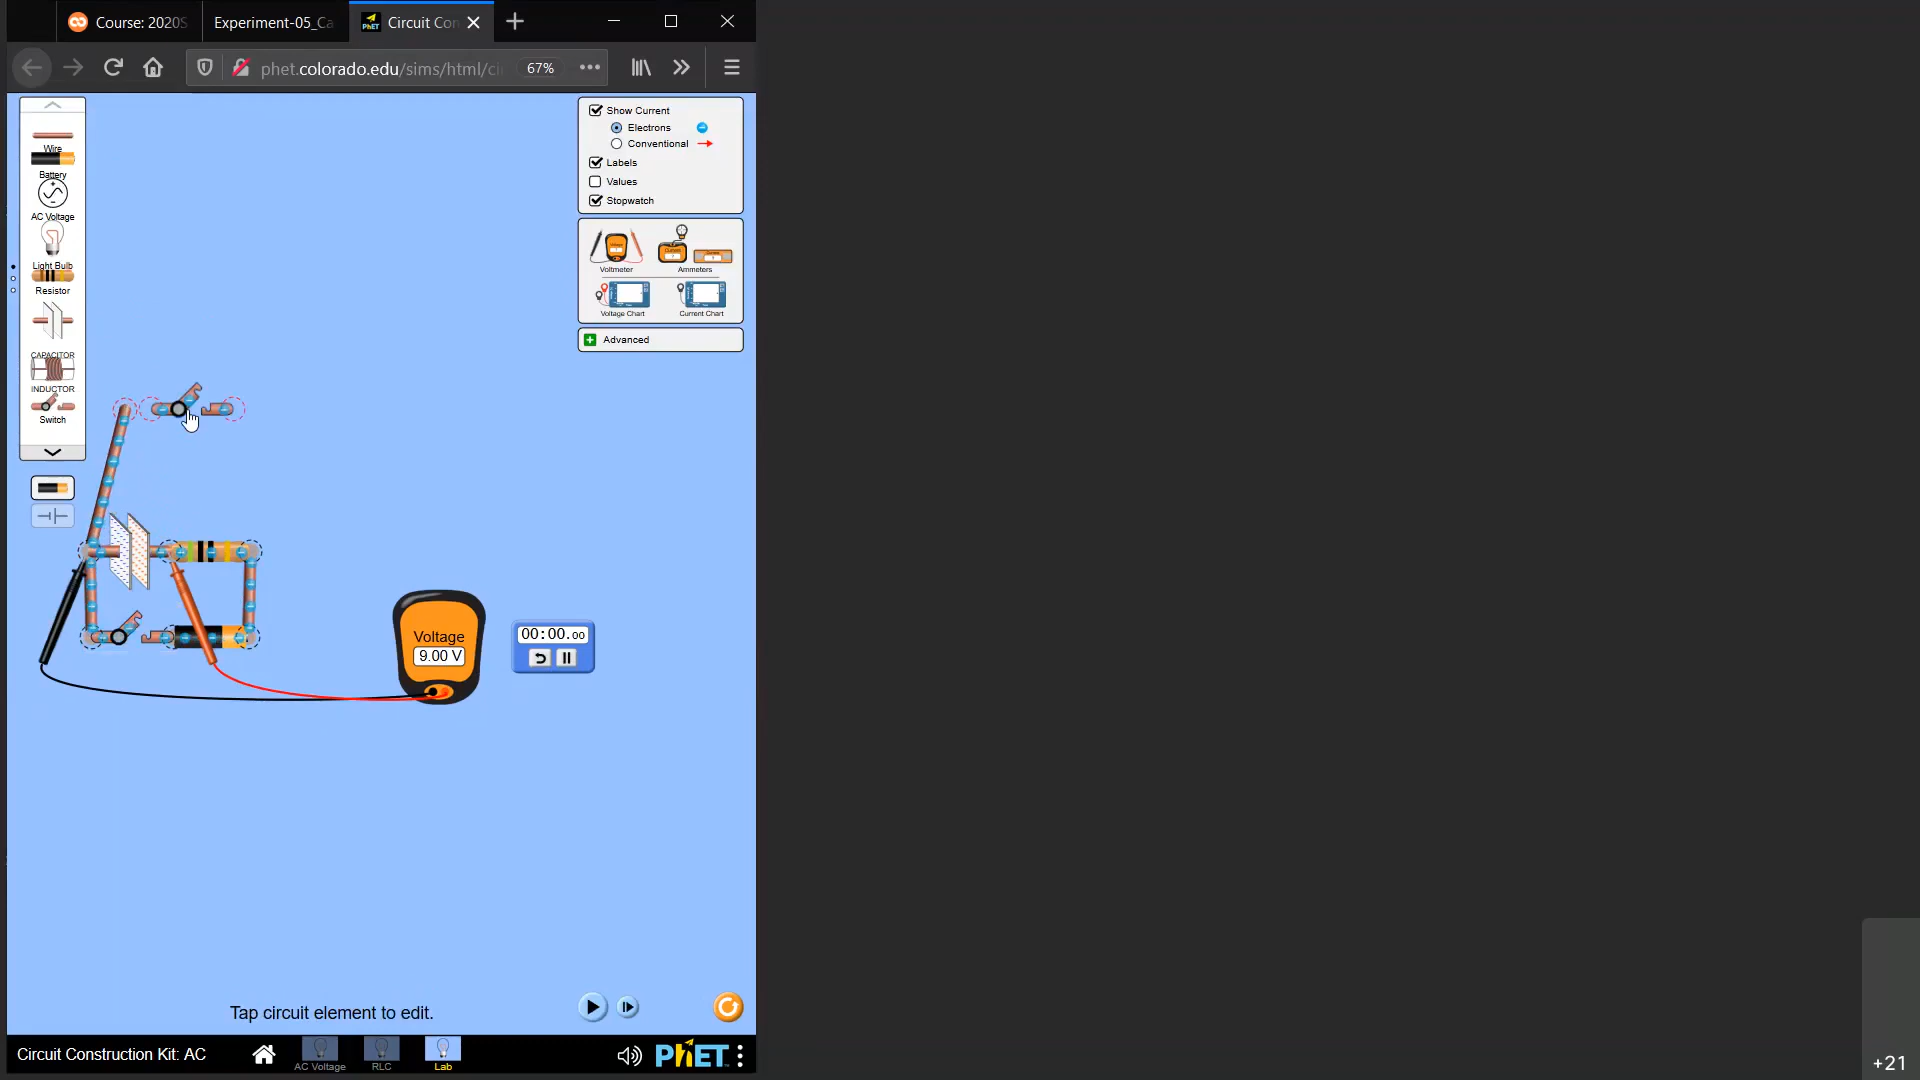 Course: 2020S
Experiment-05_Ca
Circuit Con
phet.colorado.edu/sims/html/ci
67%
Wire
Battery
AC Voltage
Light Bulb
Resistor
CAPACITOR
INDUCTOR
Switch
Show Current
Electrons
Conventional
Labels
Values
Stopwatch
Voltmeter
Ammeters
Voltage Chart
Current Chart
Advanced
Voltage
9.00 V
00:00.00
Tap circuit element to edit.
Circuit Construction Kit: AC
AC Voltage
RLC
Lab
PhET
+21